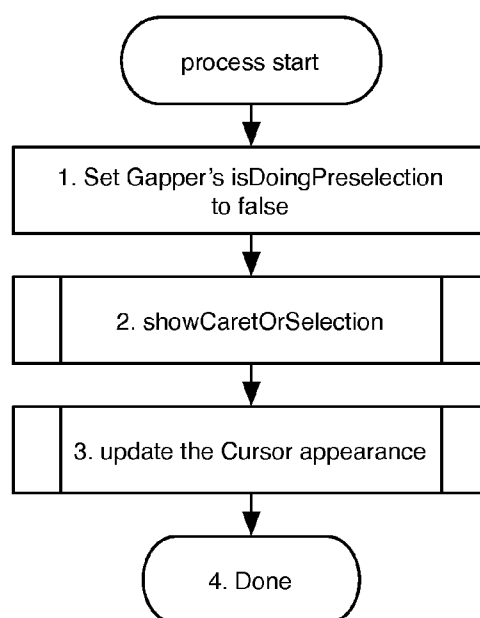 process start
1. Set Gapper's isDoingPreselection
to false
2. showCaretOrSelection
3. update the Cursor appearance
4. Done